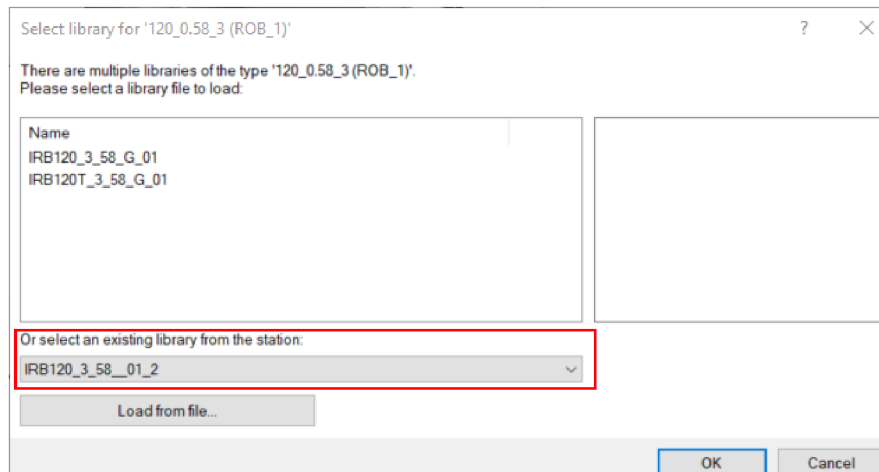 Select library for '120_0.58_3 (ROB_1)'
There are multiple libraries of the type '120_0.58_3 (ROB_1)'.
Please select a library file to load:
Name
IRB120_3_58_G_01
IRB120T_3_58_G_01
Or select an existing library from the station:
IRB120_3_58__01_2
Load from file...
OK Cancel